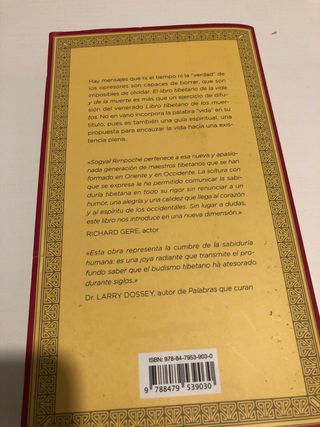 Hay mensajes que ni el tiempo ni la "verdad" de
los opresores son capaces de borrar, que son
imposibles de olvidar. El libro tibetano de la vida
y de la muerte es más que un ejercicio de difu-
sión del venerado Libro tibetano de los muer-
tos. No en vano incorpora la palabra "vida" en su
título, pues es también una guía espiritual, una
propuesta para encauzar la vida hacia una exis-
tencia plena.
«Sogyal Rimpoché pertenece a esa nueva y apasio-
nada generación de maestros tibetanos que se han
formado en Oriente y en Occidente. La soltura con
que se expresa le ha permitido comunicar la sabi-
duría tibetana en todo su rigor sin renunciar a un
humor, una alegría y una calidez que llega al corazón
y al espíritu de los occidentales. Sin lugar a dudas,
este libro nos introduce en una nueva dimensión.»
RICHARD GERE, actor
«Esta obra representa la cumbre de la sabiduría
humana: es una joya radiante que transmite el pro-
fundo saber que el budismo tibetano há atesorado
durante siglos.»
Dr. LARRY DOSSEY, autor de Palabras que curan
ISBN: 978-84-7953-903-0
9 788479 539030